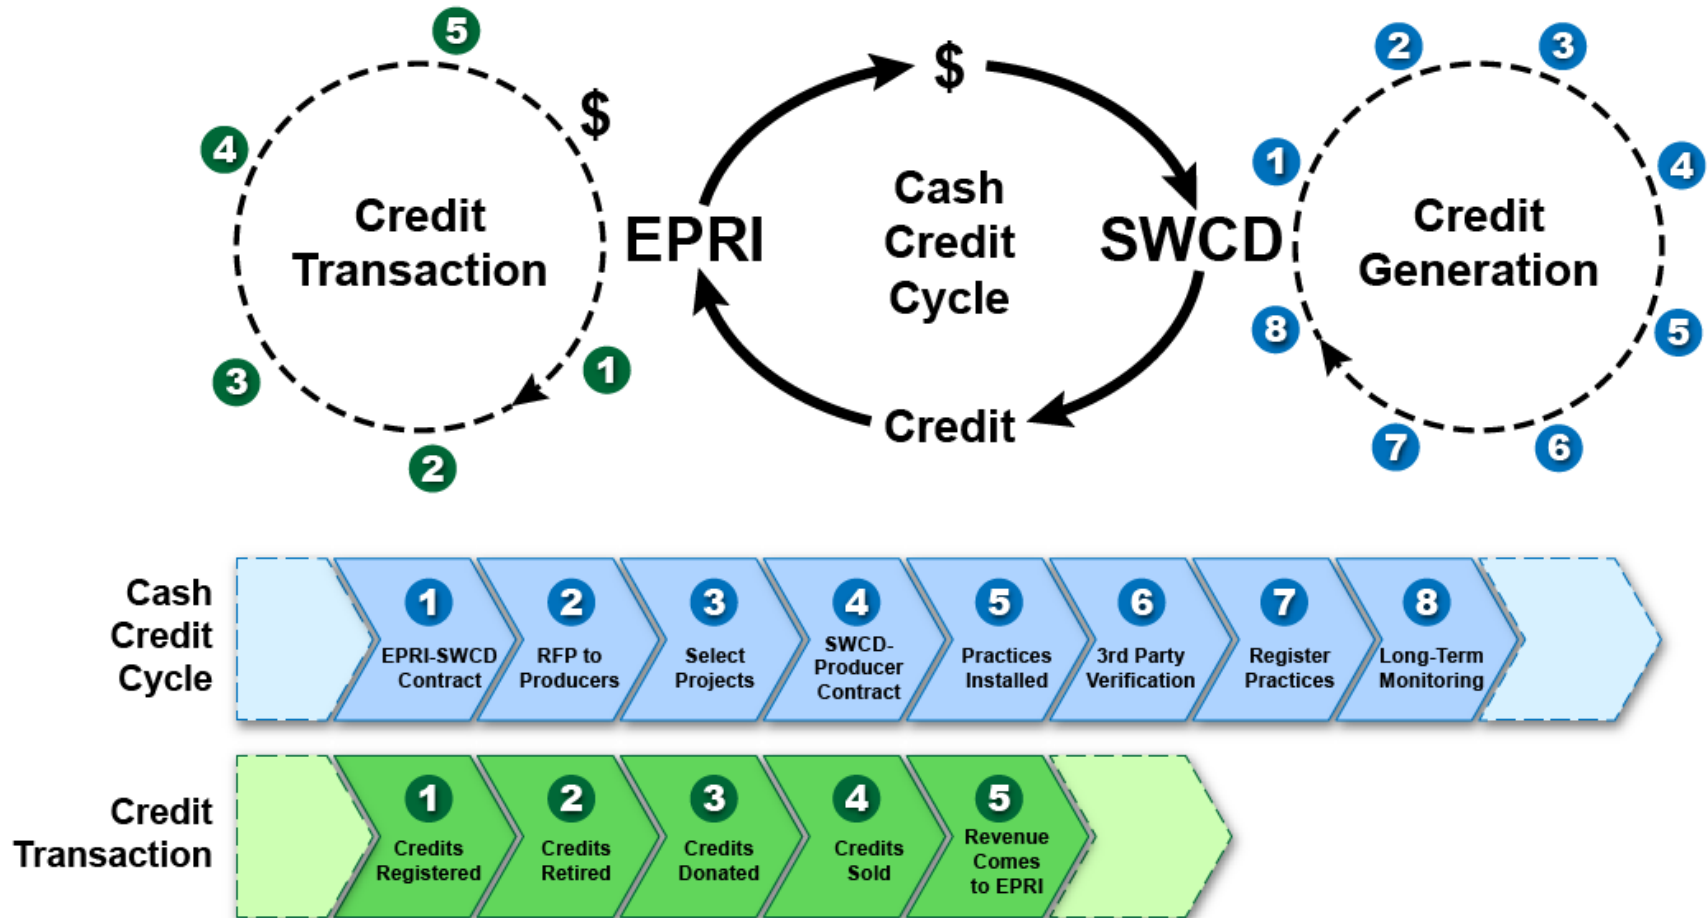 5
$
4
Credit
Transaction
3
1
2
$
EPRI
Cash
Credit
Cycle
SWCD
Credit
2
3
1
4
Credit
Generation
8
5
7
6
Cash
Credit
Cycle
1
EPRI-SWCD
Contract
2
RFP to
Producers
3
Select
Projects
4
SWCD-
Producer
Contract
5
Practices
Installed
6
3rd Party
Verification
7
Register
Practices
8
Long-Term
Monitoring
Credit
Transaction
1
Credits
Registered
2
Credits
Retired
3
Credits
Donated
4
Credits
Sold
5
Revenue
Comes
to EPRI